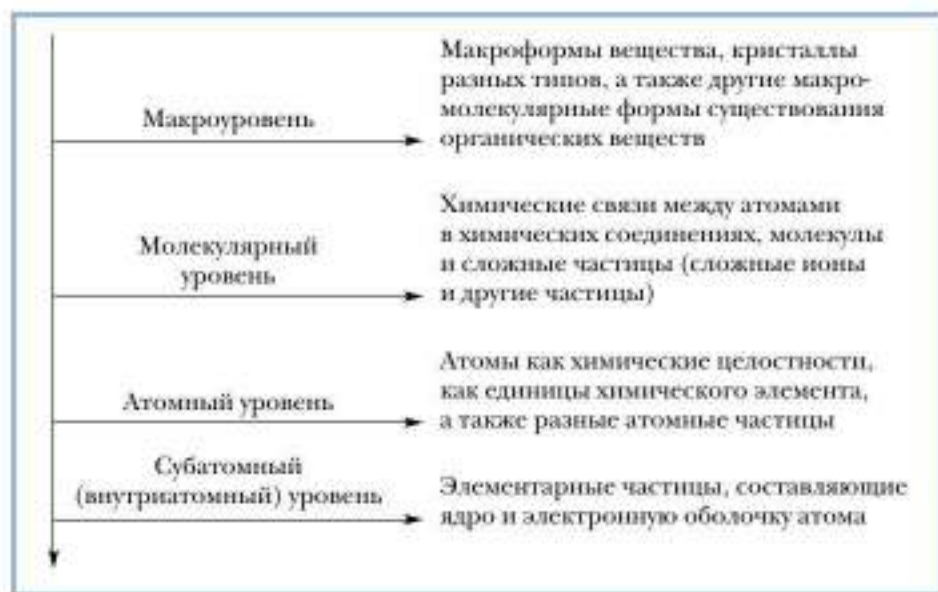 Макроуровень
Макроформы вещества, кристаллы
разных типов, а также другие макро-
молекулярные формы существования
органических веществ
Молекулярный
уровень
Химические связи между атомами
в химических соединениях, молекулы
и сложные частицы (сложные ионы
и другие частицы)
Атомный уровень
Атомы как химические целостности,
как единицы химического элемента,
а также разные атомные частицы
Субатомный
(внутриатомный) уровень
Элементарные частицы, составляющие
ядро и электронную оболочку атома